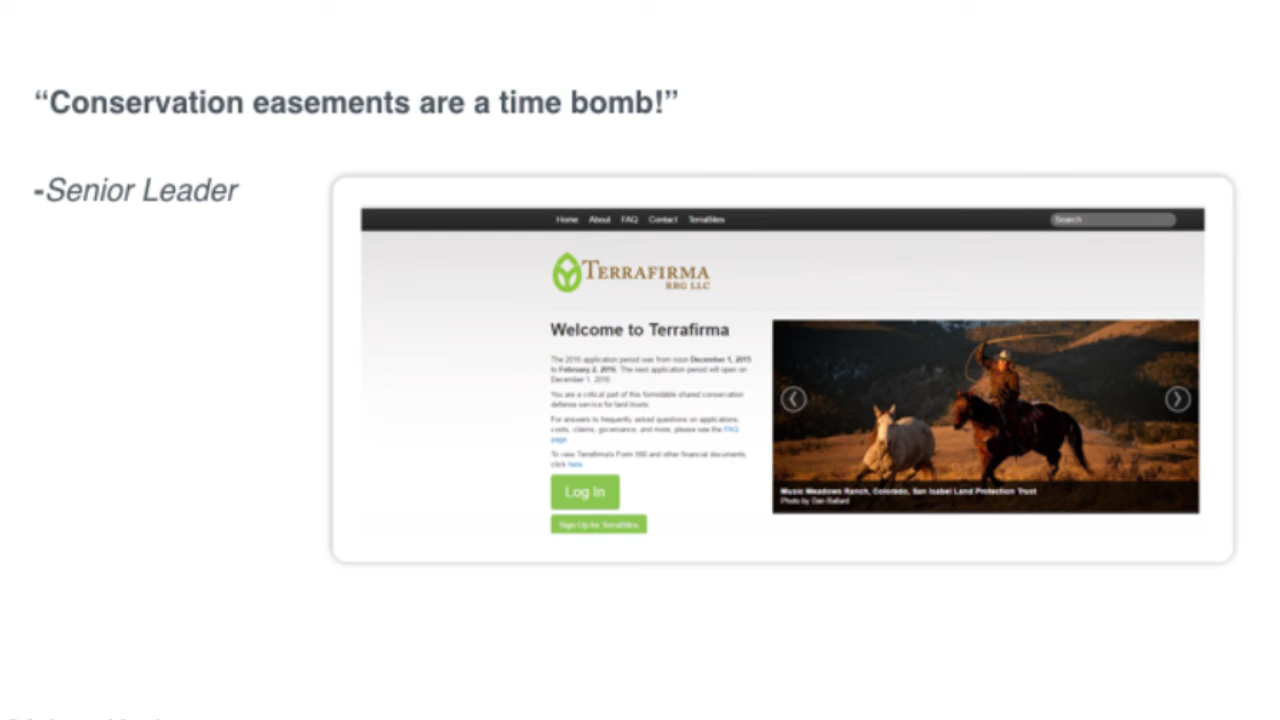 “Conservation easements are a time bomb!”
-Senior Leader
Home About FAQ Contact TerraBites
Search
TERRAFIRMA
RRG LLC
Welcome to Terrafirma
The 2016 application period was from noon December 1, 2015
to February 2, 2016. The next application period will open on
December 1, 2016.
You are a critical part of this formidable shared conservation
defense service for land trusts.
For answers to frequently asked questions on applications,
costs, claims, governance, and more, please see the FAQ
page.
To view Terrafirma's Form 990 and other financial documents,
click here.
Log In
Sign Up for TerraBites
Music Meadows Ranch, Colorado, San Isabel Land Protection Trust
Photo by Dan Ballard